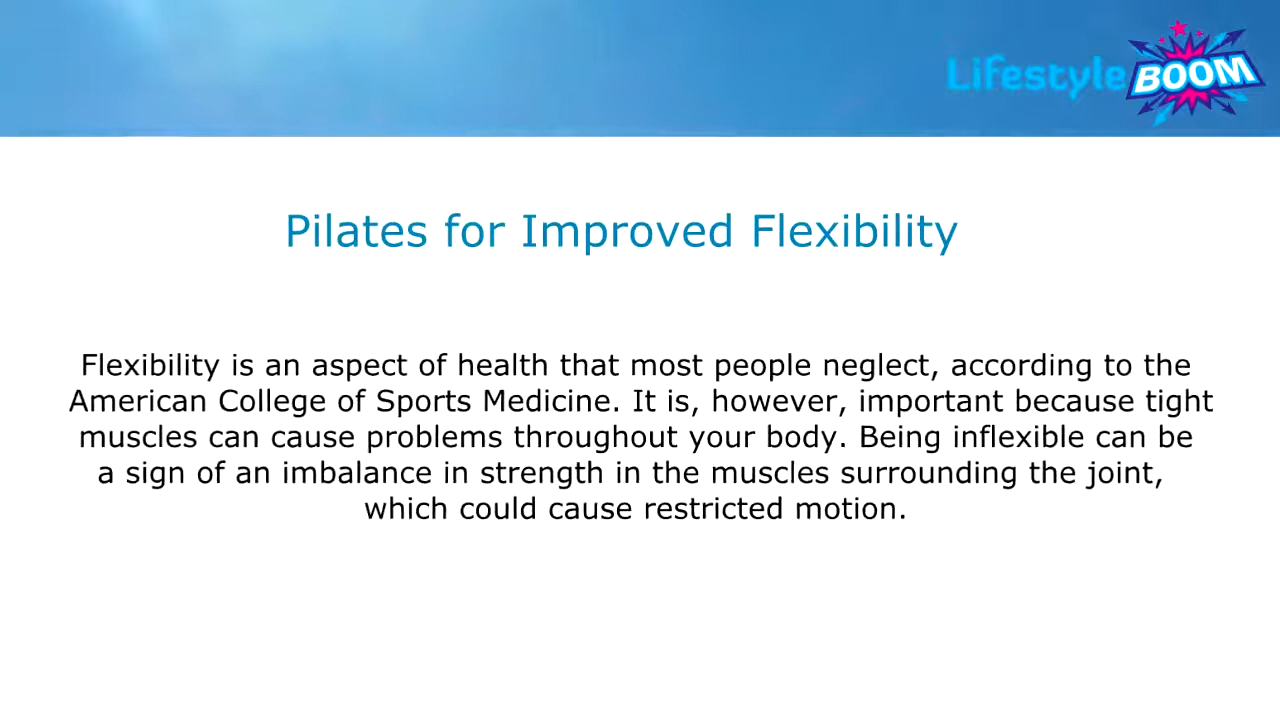 Lifestyle BOOM
Pilates for Improved Flexibility
Flexibility is an aspect of health that most people neglect, according to the
American College of Sports Medicine. It is, however, important because tight
muscles can cause problems throughout your body. Being inflexible can be
a sign of an imbalance in strength in the muscles surrounding the joint,
which could cause restricted motion.